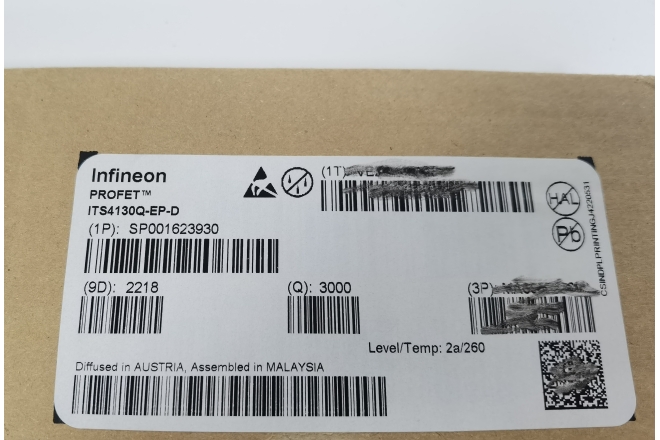 Infineon
PROFET™
ITS4130Q-EP-D
(1P): SP001623930
(1T)
(9D): 2218
(Q): 3000
(3P)
Level/Temp: 2a/260
Diffused in AUSTRIA, Assembled in MALAYSIA
HAL
Pb
CSINDPLPRINTINGJ4220531